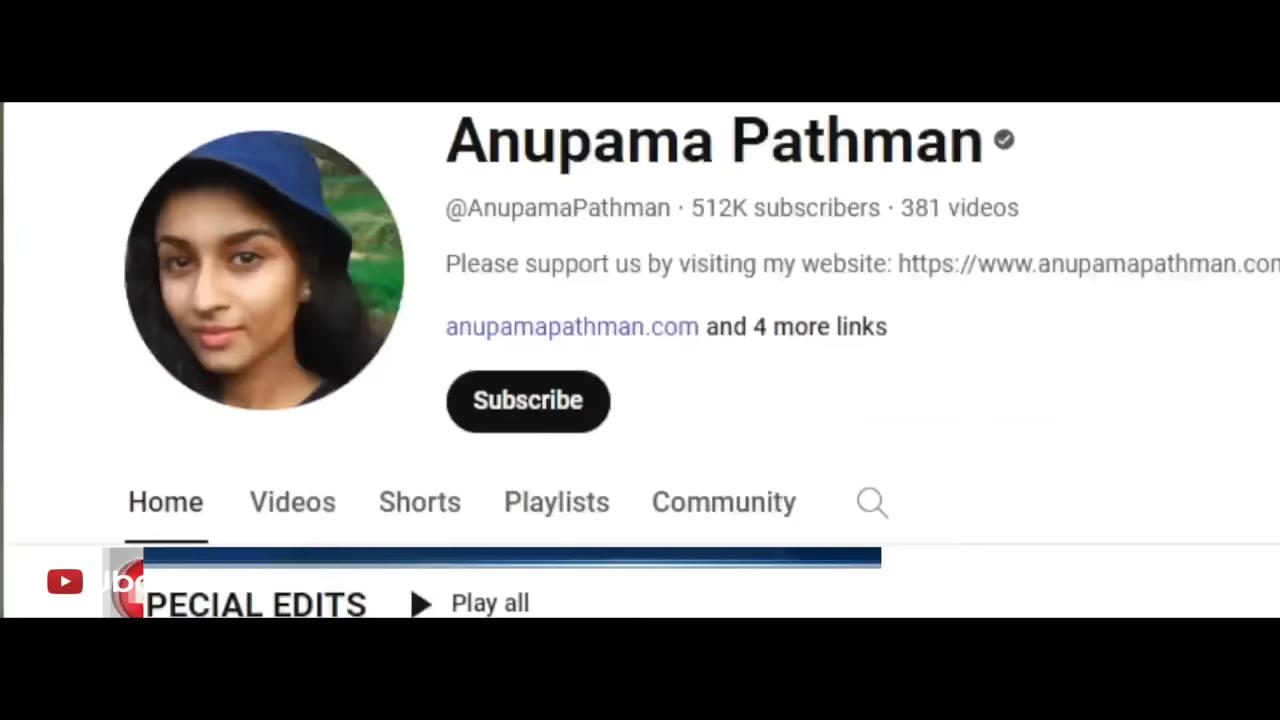 Anupama Pathman
@AnupamaPathman · 512K subscribers · 381 videos
Please support us by visiting my website: https://www.anupamapathman.con
anupamapathman.com and 4 more links
Subscribe
Home Videos Shorts Playlists Community
PECIAL EDITS Play all